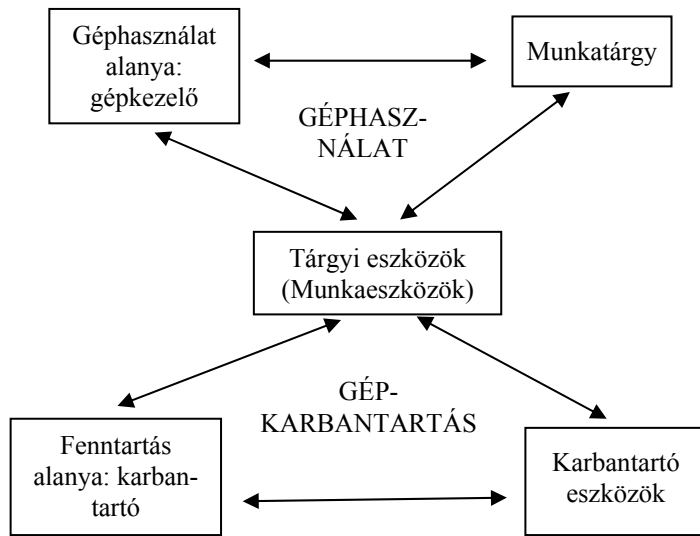 Géphasználat
alanya:
gépkezelő
Munkatárgy
GÉPHASZ-
NÁLAT
Tárgyi eszközök
(Munkaeszközök)
GÉP-
KARBANTARTÁS
Fenntartás
alanya: karban-
tartó
Karbantartó
eszközök